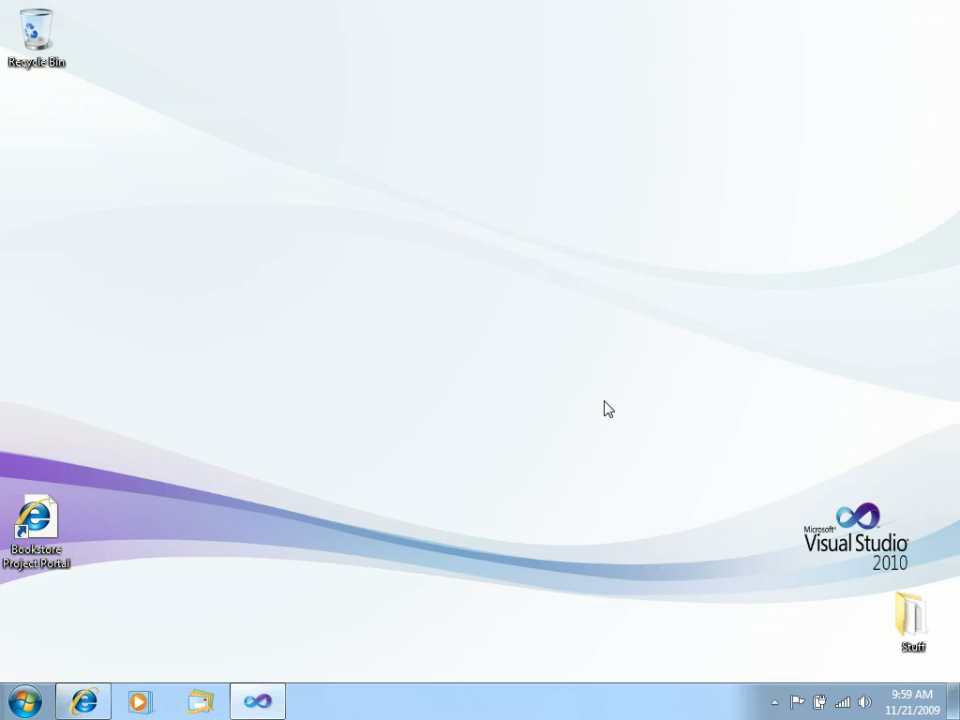 Recycle Bin
Bookstore
Project Portal
Microsoft®
Visual Studio
2010
Stuff
9:59 AM
11/21/2009